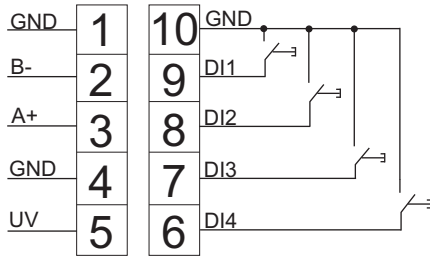 GND 1 10 GND
B- 2 9 DI1
A+ 3 8 DI2
GND 4 7 DI3
UV 5 6 DI4